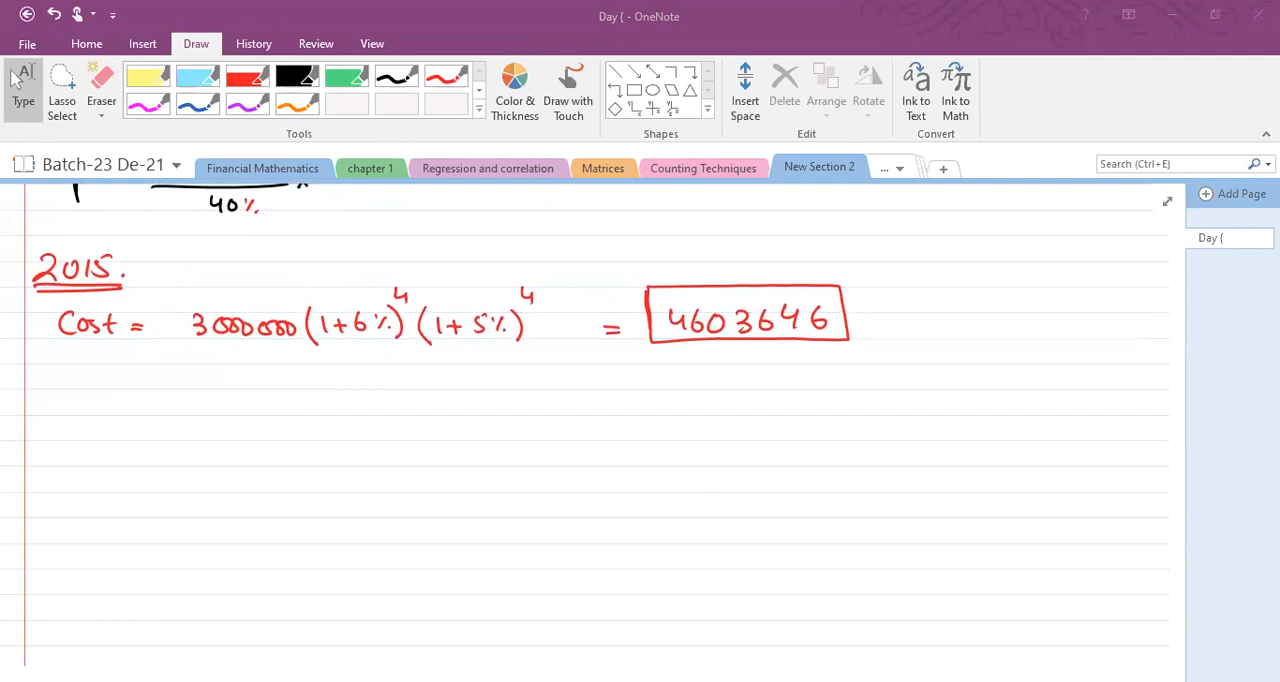 Day { - OneNote
File Home Insert Draw History Review View
Type
Lasso Select
Eraser
Color & Thickness
Draw with Touch
Insert Space
Delete
Arrange
Rotate
Ink to Text
Ink to Math
Tools
Shapes
Edit
Convert
Batch-23 De-21
Financial Mathematics
chapter 1
Regression and correlation
Matrices
Counting Techniques
New Section 2
...
Search (Ctrl+E)
Add Page
Day {
40%
2015.
Cost = 3000000(1+6%)^4 (1+5%)^4 = 4603646